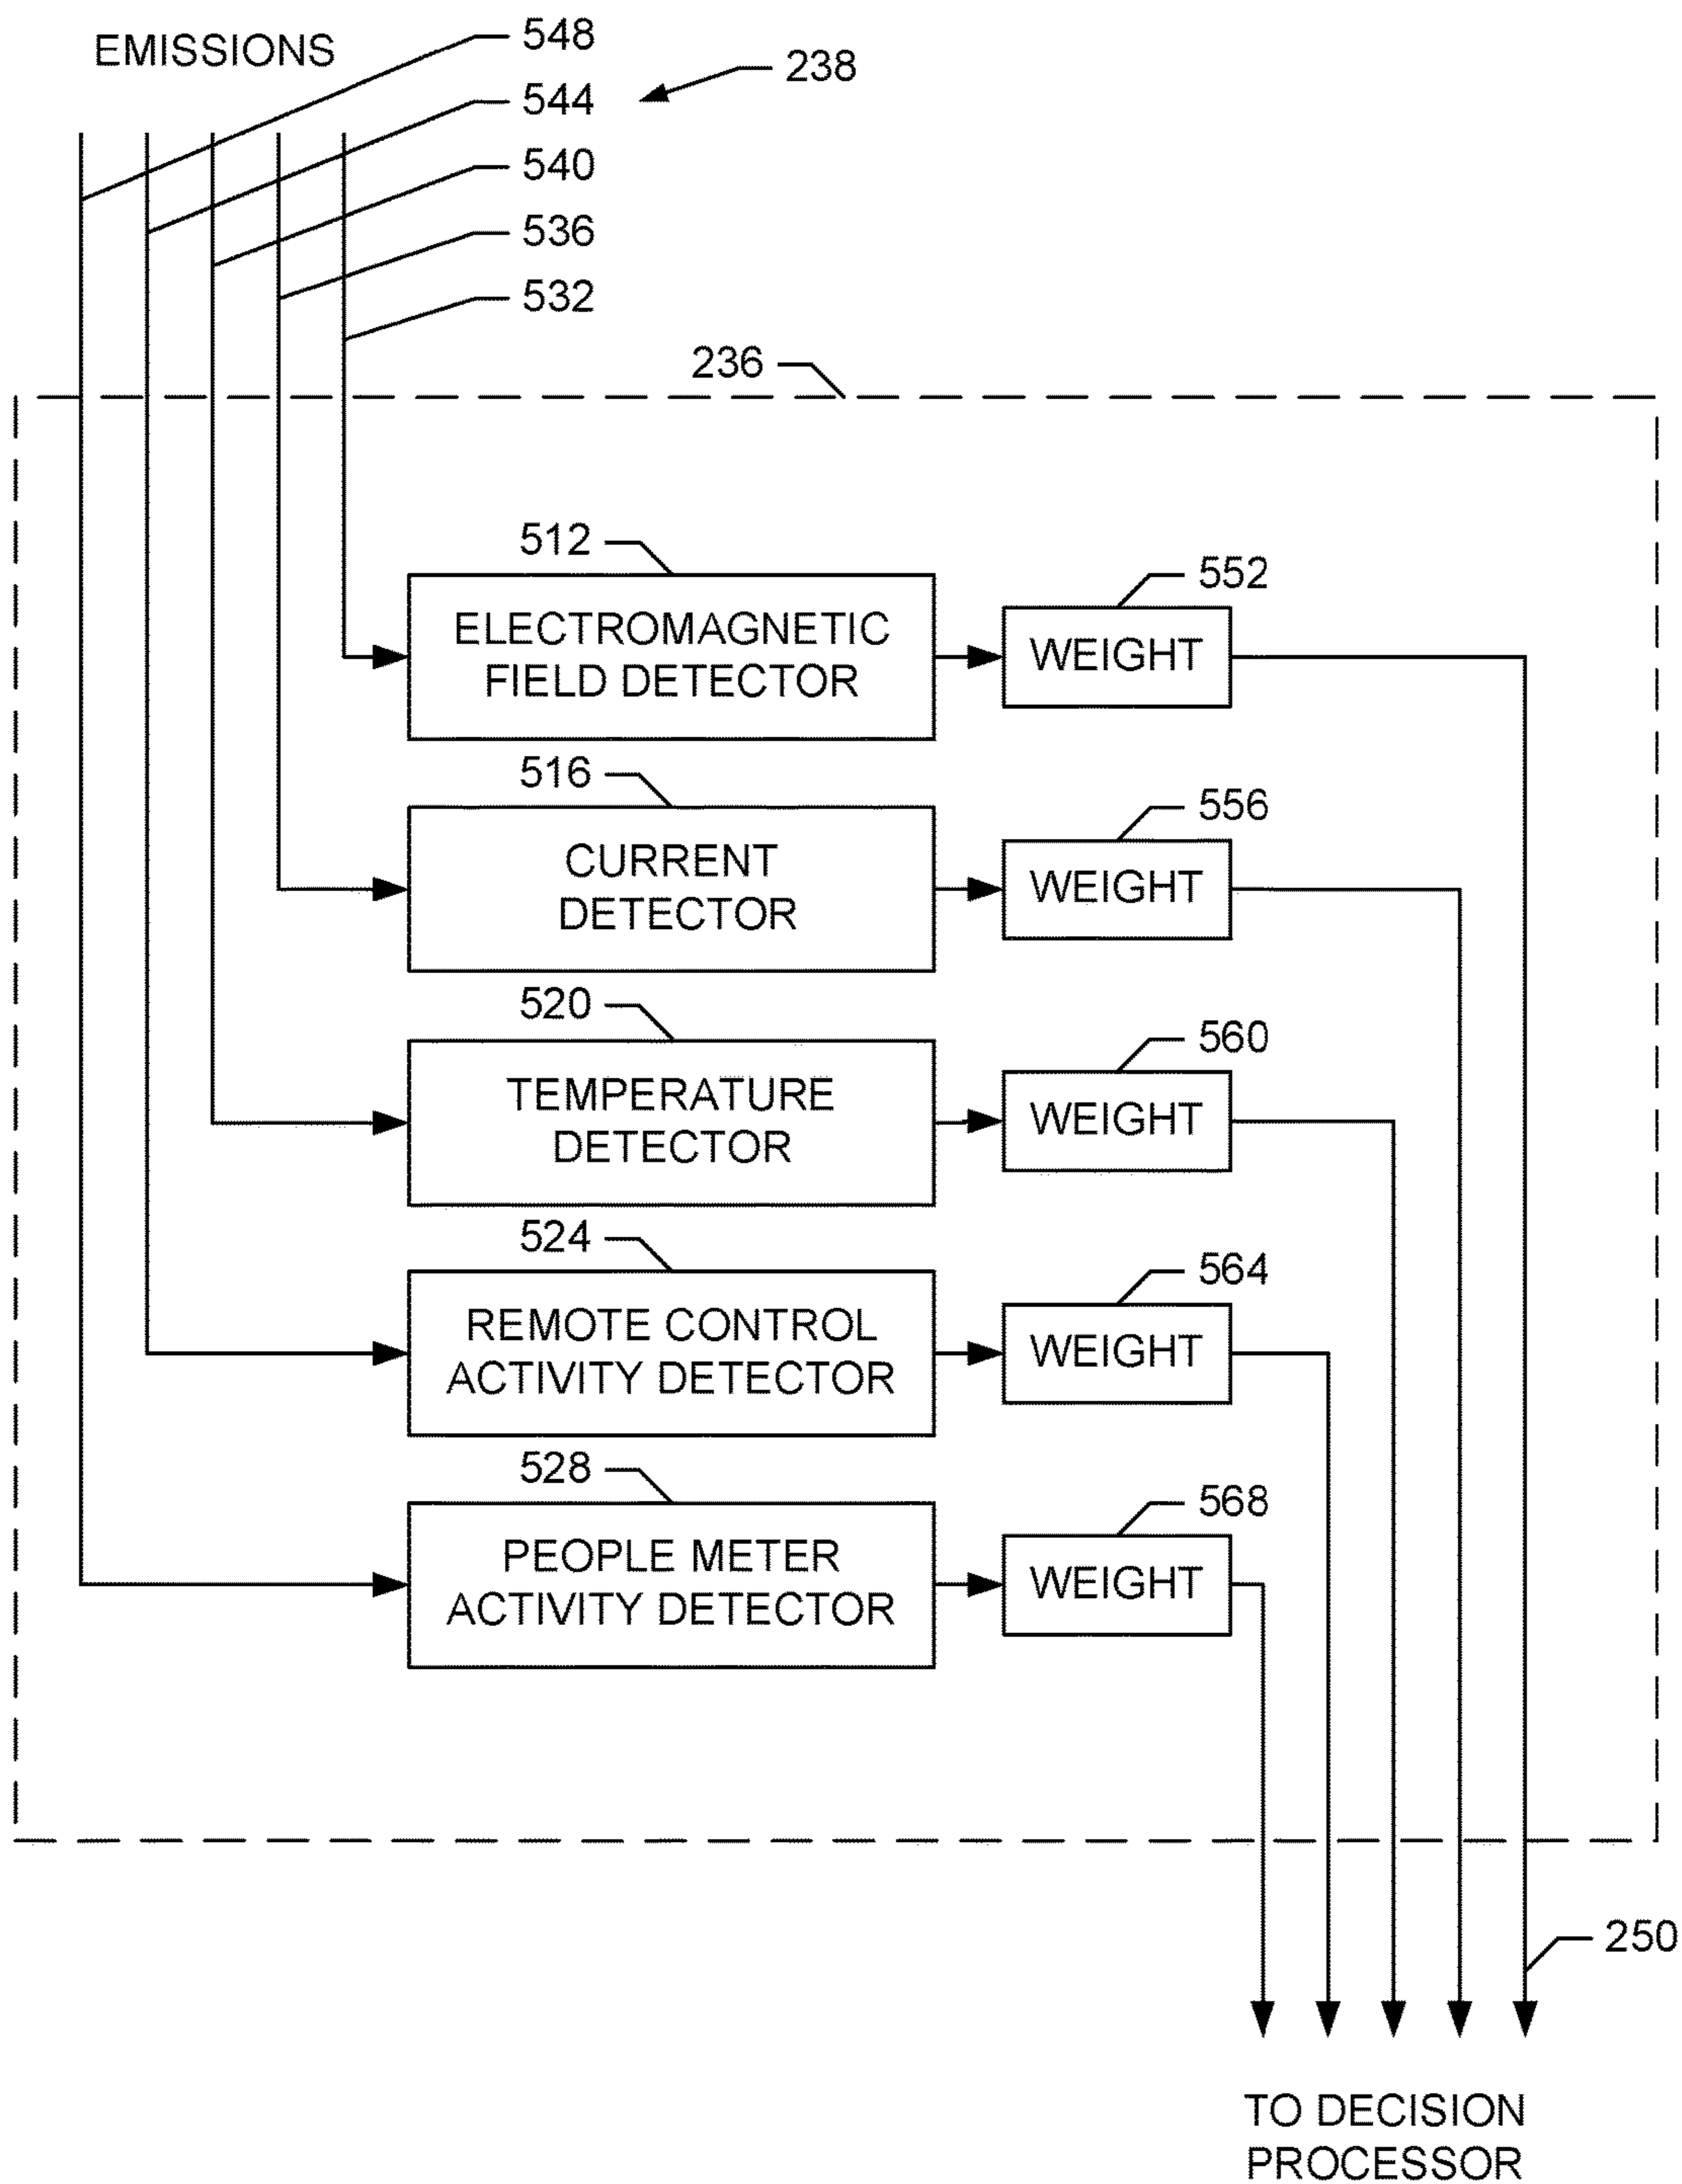 EMISSIONS
548
544
238
540
536
532
236
512
ELECTROMAGNETIC
FIELD DETECTOR
552
WEIGHT
516
CURRENT
DETECTOR
556
WEIGHT
520
TEMPERATURE
DETECTOR
560
WEIGHT
524
REMOTE CONTROL
ACTIVITY DETECTOR
564
WEIGHT
528
PEOPLE METER
ACTIVITY DETECTOR
568
WEIGHT
250
TO DECISION
PROCESSOR